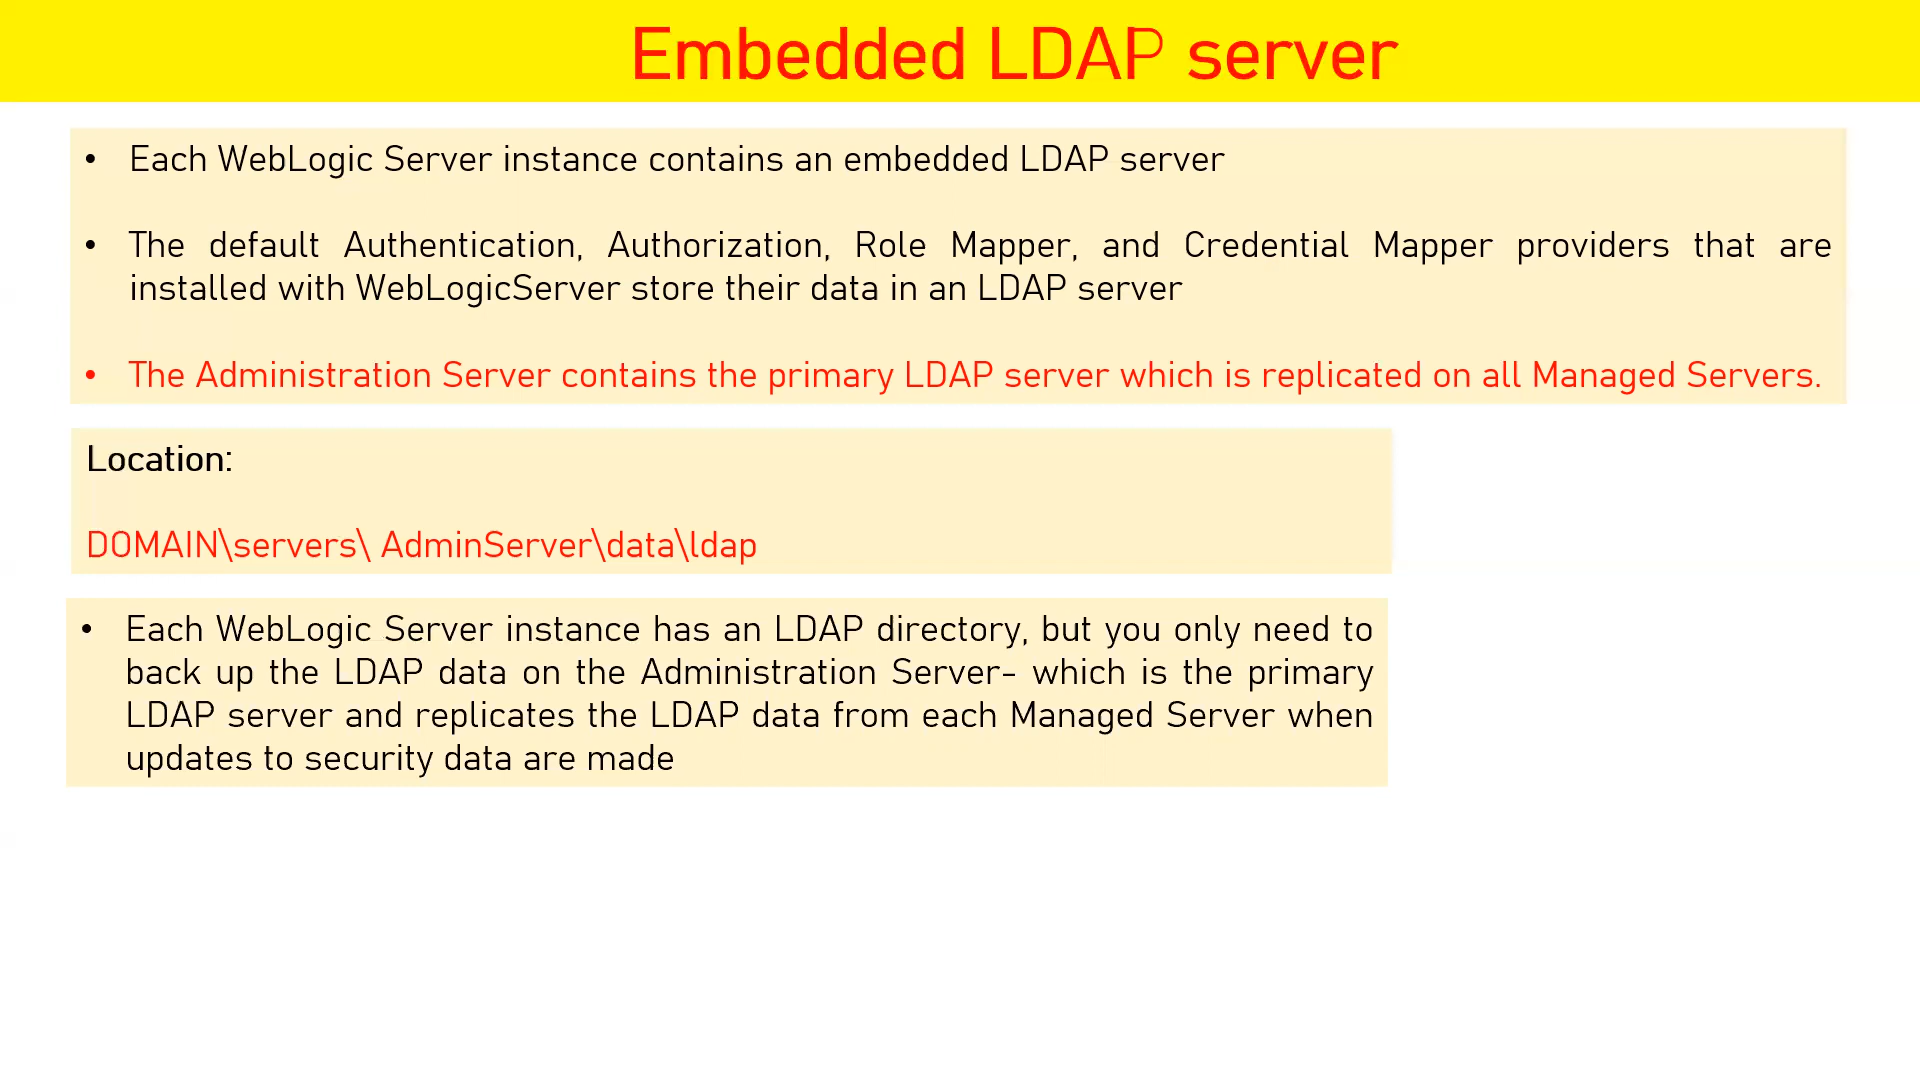 Embedded LDAP server
• Each WebLogic Server instance contains an embedded LDAP server
• The default Authentication, Authorization, Role Mapper, and Credential Mapper providers that are
installed with WebLogicServer store their data in an LDAP server
• The Administration Server contains the primary LDAP server which is replicated on all Managed Servers.
Location:
DOMAIN\servers\ AdminServer\data\ldap
• Each WebLogic Server instance has an LDAP directory, but you only need to
back up the LDAP data on the Administration Server- which is the primary
LDAP server and replicates the LDAP data from each Managed Server when
updates to security data are made